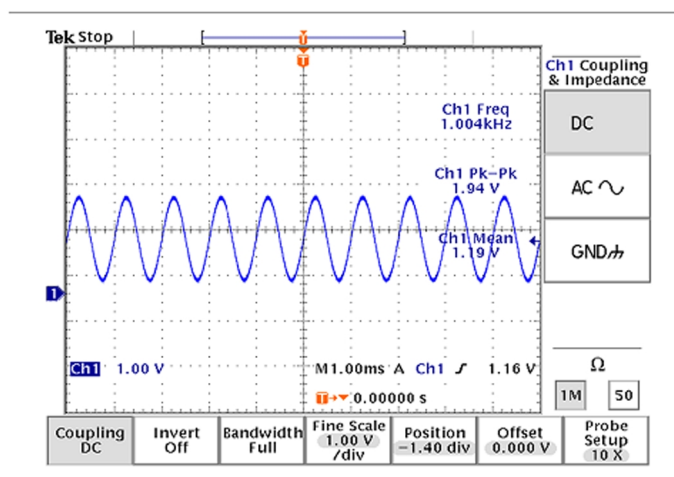 Tek Stop
T
T
Ch1 Coupling
& Impedance
Ch1 Freq
1.004kHz
DC
Ch1 Pk-Pk
1.94 V
AC
Ch1 Mean
1.19 V
GND
1
Ch1 1.00 V M1.00ms A Ch1 1.16 V
T 0.00000 s
Ω
1M 50
Coupling
DC
Invert
Off
Bandwidth
Full
Fine Scale
1.00 V
/div
Position
-1.40 div
Offset
0.000 V
Probe
Setup
10 X